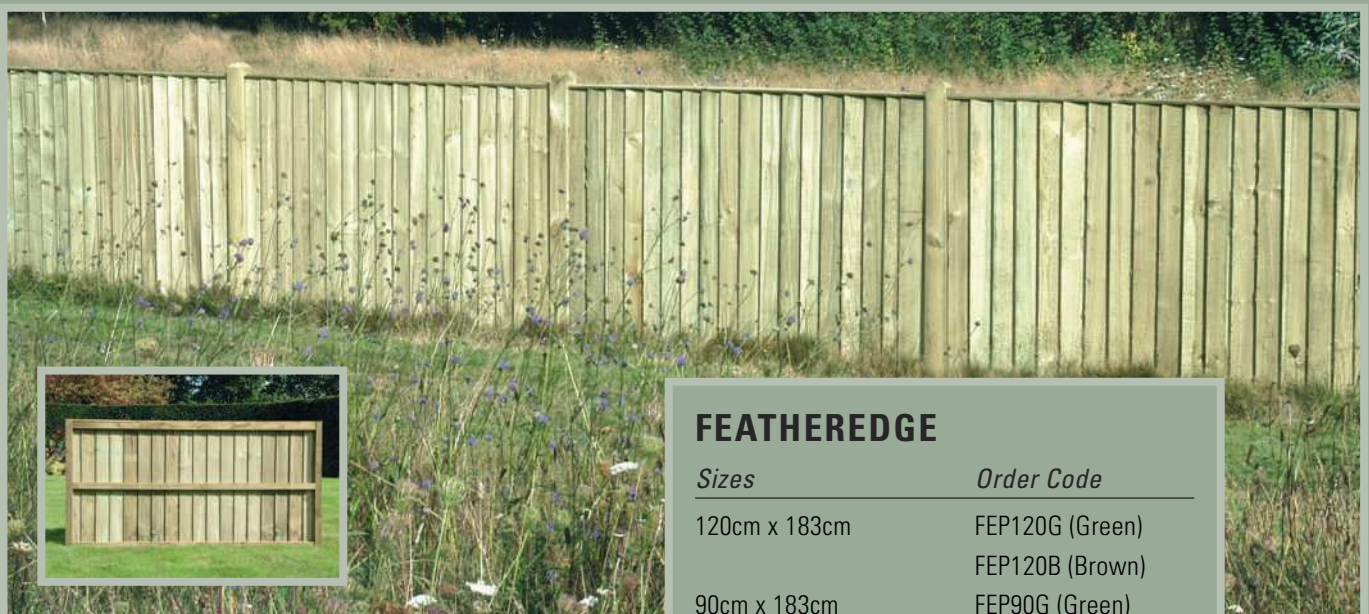 FEATHEREDGE
Sizes Order Code
120cm x 183cm FEP120G (Green)
FEP120B (Brown)
90cm x 183cm FEP90G (Green)